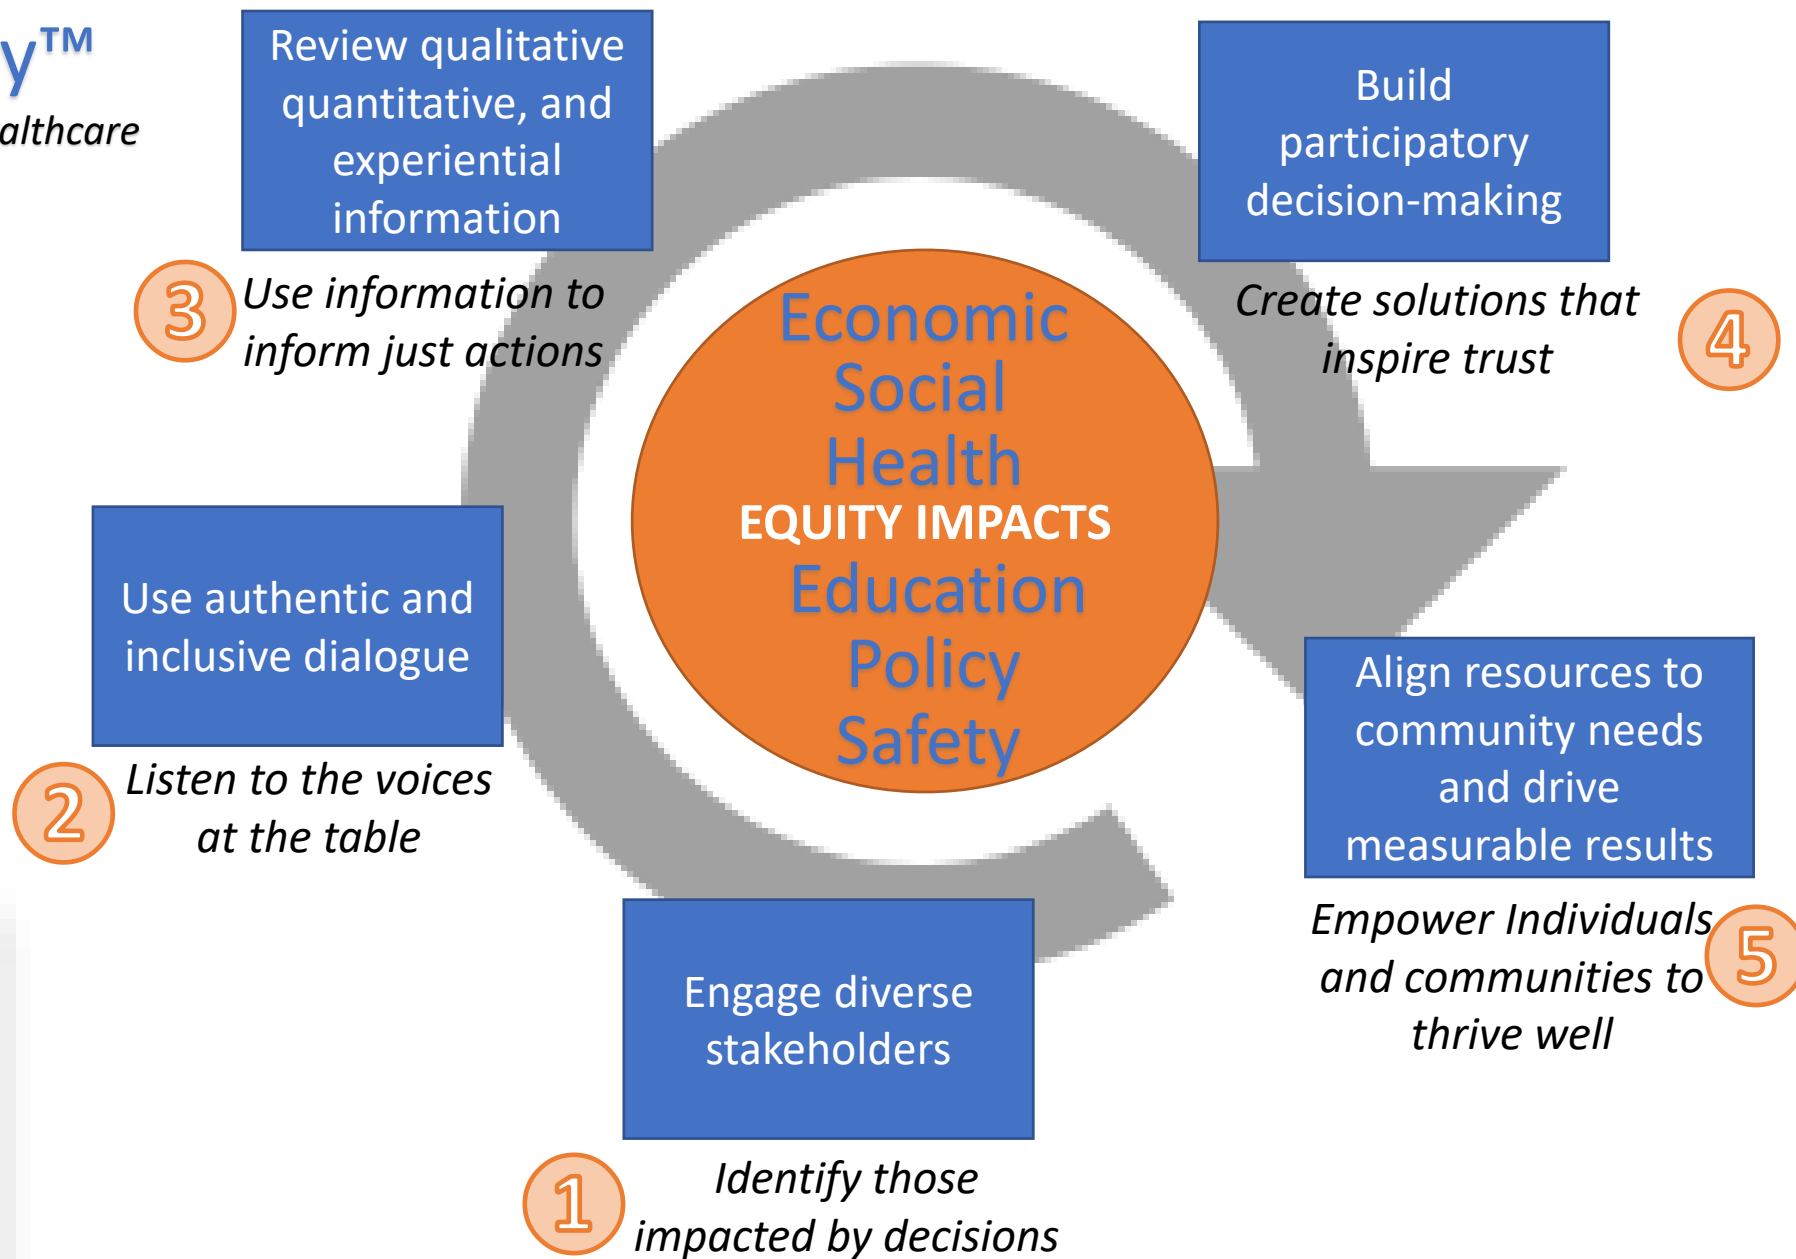 y™
althcare
Review qualitative
quantitative, and
experiential
information
3
Use information to
inform just actions
Build
participatory
decision-making
Create solutions that
inspire trust
4
Economic
Social
Health
EQUITY IMPACTS
Education
Policy
Safety
Use authentic and
inclusive dialogue
2
Listen to the voices
at the table
Align resources to
community needs
and drive
measurable results
Empower Individuals
and communities to
thrive well
5
Engage diverse
stakeholders
1
Identify those
impacted by decisions